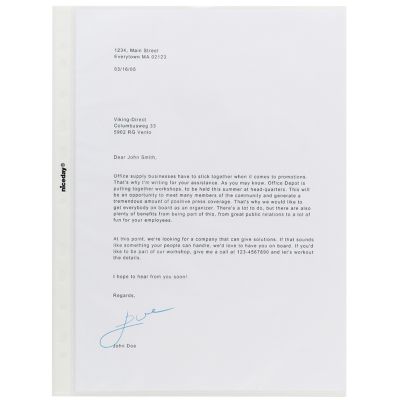 1234, Main Street
Everytown MA 02123
03/16/00
Viking-Direct
Columbusweg 33
5902 RG Venlo
Dear John Smith,
Office supply businesses have to stick together when it comes to promotions.
That's why I'm writing for your assistance. As you may know, Office Depot is
putting together workshops, to be held this summer at head-quarters. This will
be an opportunity to meet many members of the community and generate a
tremendous amount of positive press coverage. That's why we would like to
get everybody on board as an organizer. There's a lot to do, but there are also
plenty of benefits from being part of this, from great public relations to a lot of
fun for your employees.
At this point, we're looking for a company that can give solutions. If that sounds
like something your people can handle, we'd love to have you on board. If you'd
like to be part of our workshop, give me a call at 123-4567890 and let's workout
the details.
I hope to hear from you soon!
Regards,
John Doe
niceday®